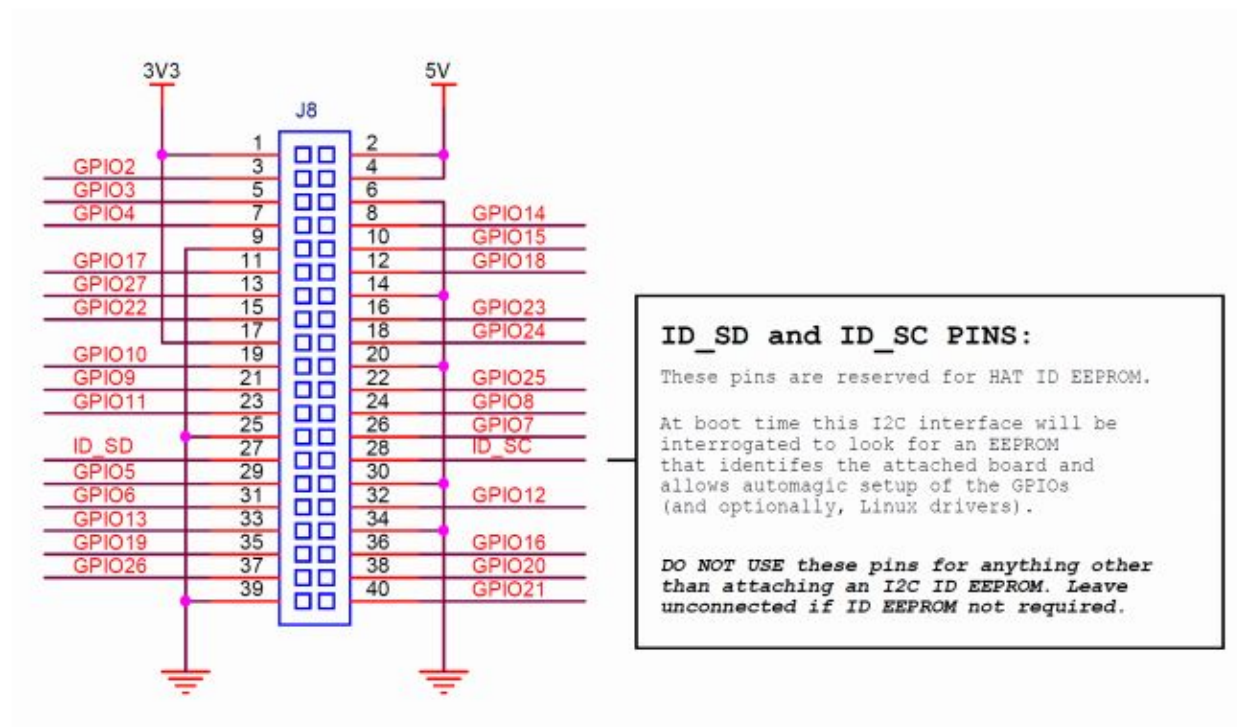 3V3 5V
J8
1 2
GPIO2 3 4
GPIO3 5 6
GPIO4 7 8 GPIO14
9 10 GPIO15
GPIO17 11 12 GPIO18
GPIO27 13 14
GPIO22 15 16 GPIO23
17 18 GPIO24
GPIO10 19 20
GPIO9 21 22 GPIO25
GPIO11 23 24 GPIO8
25 26 GPIO7
ID_SD 27 28 ID_SC
GPIO5 29 30
GPIO6 31 32 GPIO12
GPIO13 33 34
GPIO19 35 36 GPIO16
GPIO26 37 38 GPIO20
39 40 GPIO21
ID_SD and ID_SC PINS:
These pins are reserved for HAT ID EEPROM.
At boot time this I2C interface will be
interrogated to look for an EEPROM
that identifes the attached board and
allows automagic setup of the GPIOs
(and optionally, Linux drivers).
DO NOT USE these pins for anything other
than attaching an I2C ID EEPROM. Leave
unconnected if ID EEPROM not required.